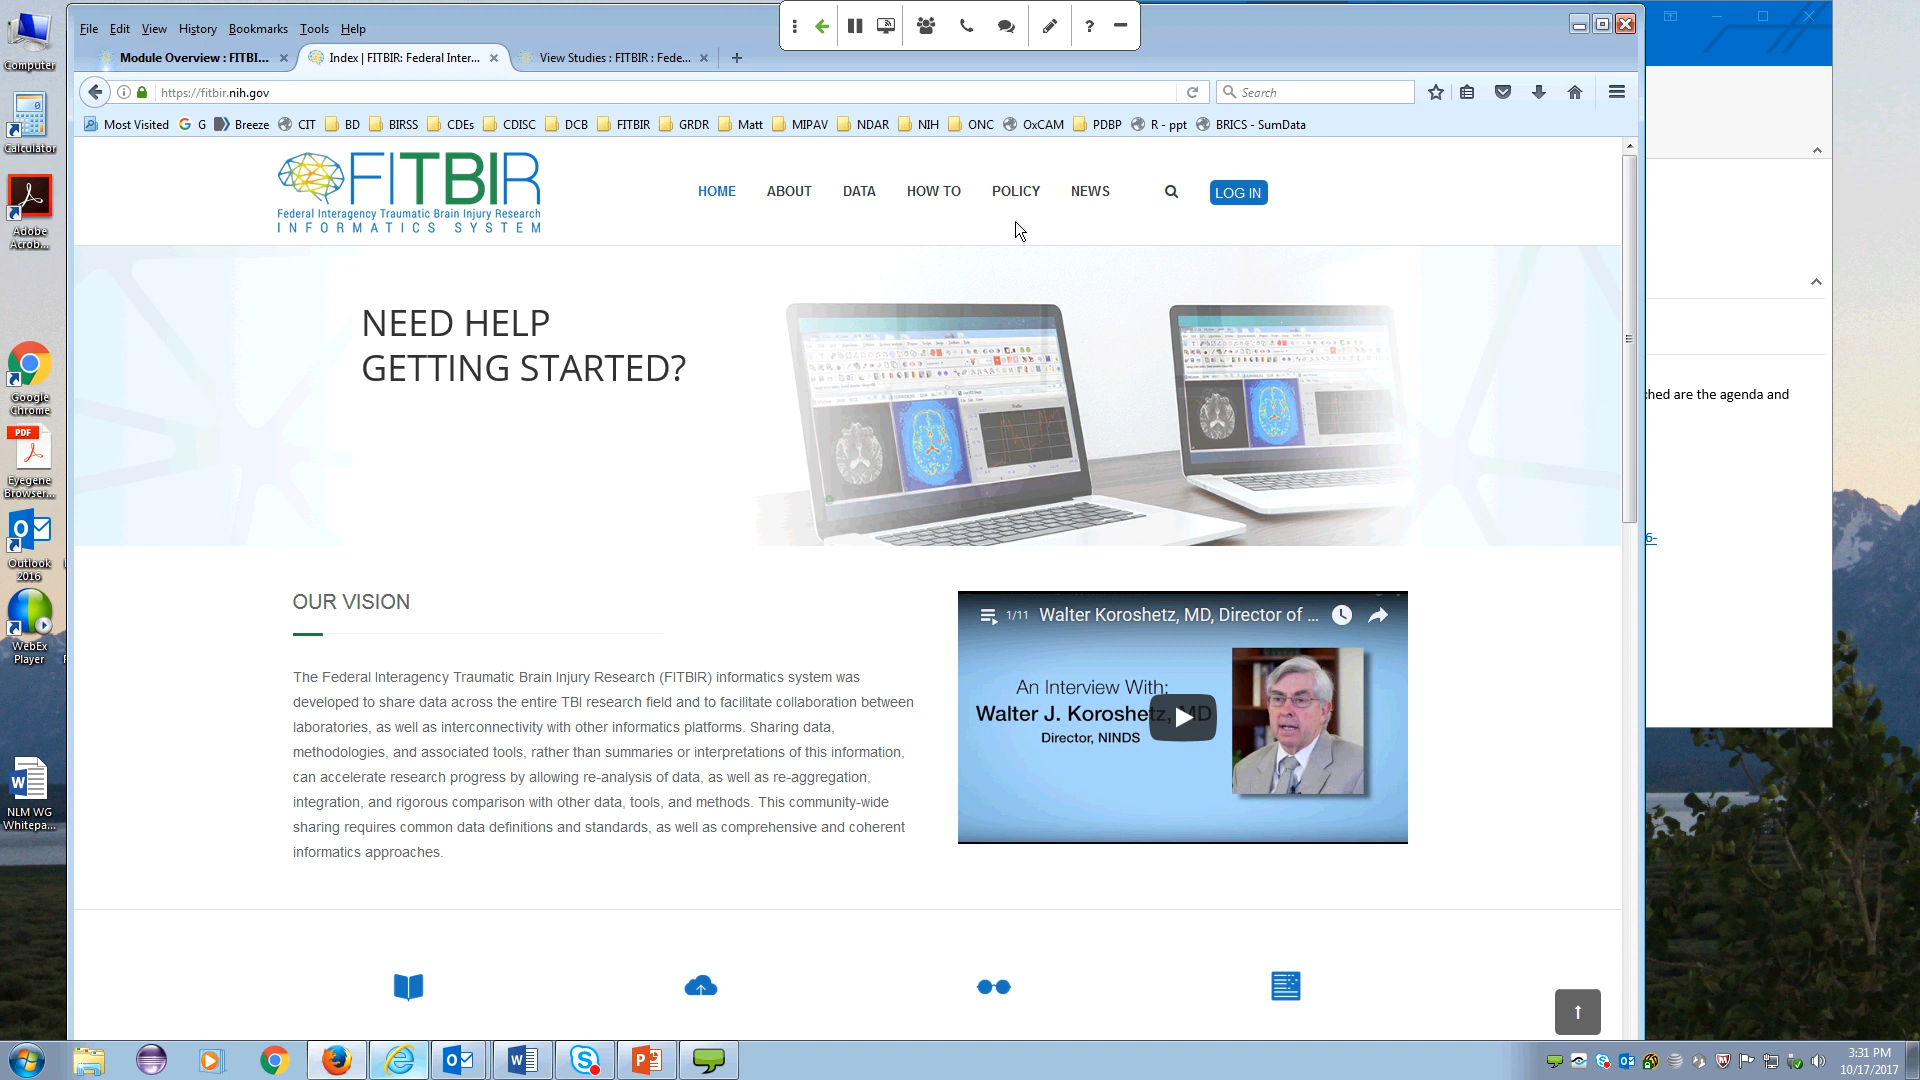 File Edit View History Bookmarks Tools Help
Module Overview : FITBI...
Index | FITBIR: Federal Inter...
View Studies : FITBIR : Fede...
https://fitbir.nih.gov
Search
Most Visited G Breeze CIT BD BIRSS CDEs CDISC DCB FITBIR GRDR Matt MIPAV NDAR NIH ONC OxCAM PDBP R - ppt BRICS - SumData
FITBIR
Federal Interagency Traumatic Brain Injury Research
INFORMATICS SYSTEM
HOME ABOUT DATA HOW TO POLICY NEWS LOG IN
NEED HELP
GETTING STARTED?
OUR VISION
The Federal Interagency Traumatic Brain Injury Research (FITBIR) informatics system was
developed to share data across the entire TBI research field and to facilitate collaboration between
laboratories, as well as interconnectivity with other informatics platforms. Sharing data,
methodologies, and associated tools, rather than summaries or interpretations of this information,
can accelerate research progress by allowing re-analysis of data, as well as re-aggregation,
integration, and rigorous comparison with other data, tools, and methods. This community-wide
sharing requires common data definitions and standards, as well as comprehensive and coherent
informatics approaches.
1/11 Walter Koroshetz, MD, Director of ...
An Interview With:
Walter J. Koroshetz, MD
Director, NINDS
ched are the agenda and
6-
Computer
Calculator
Adobe
Acrob...
Google
Chrome
PDF
Eyegene
Browser...
Outlook
2016
WebEx
Player
NLM WG
Whitepa...
3:31 PM
10/17/2017